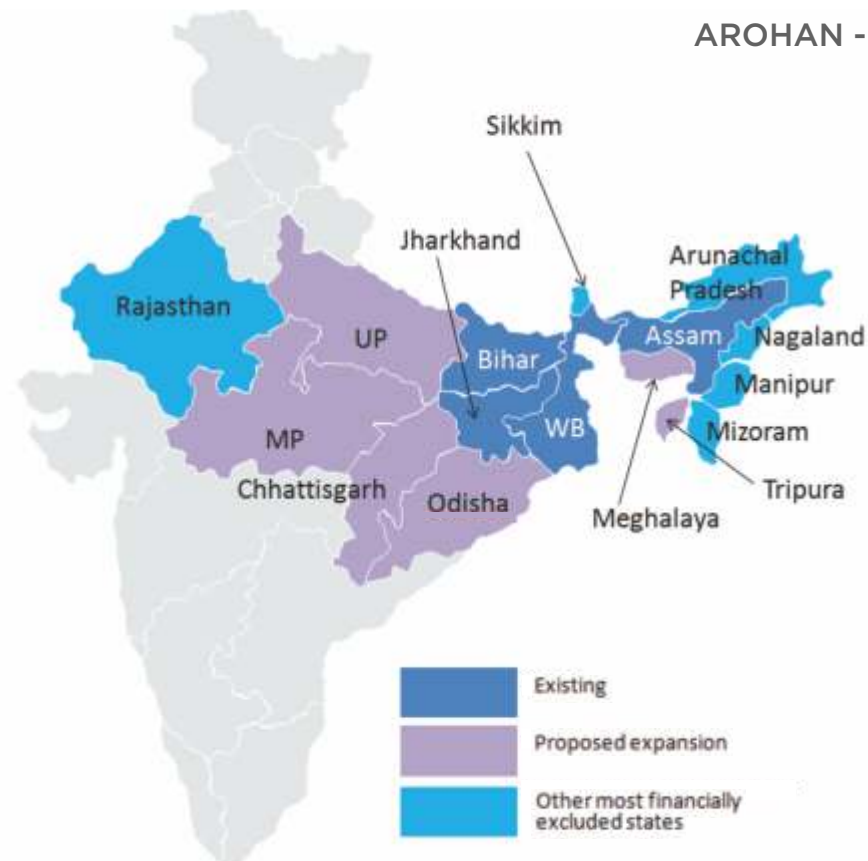 AROHAN -
Sikkim
Jharkhand
Arunachal
Pradesh
Rajasthan
UP
Bihar
Assam
Nagaland
Manipur
MP
WB
Mizoram
Chhattisgarh
Odisha
Tripura
Meghalaya
Existing
Proposed expansion
Other most financially
excluded states